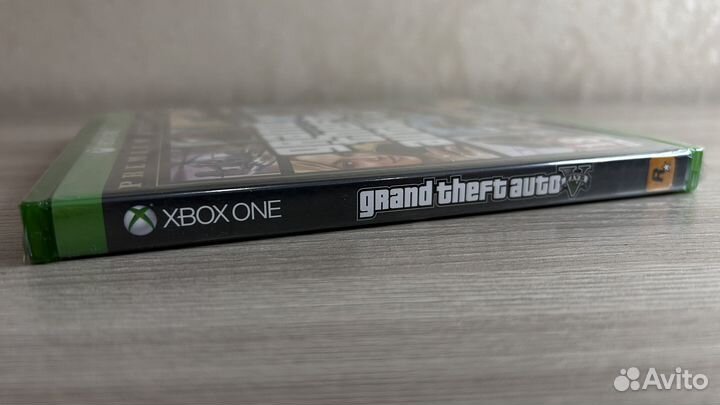 XBOX ONE
grand theft auto V
R★
Avito